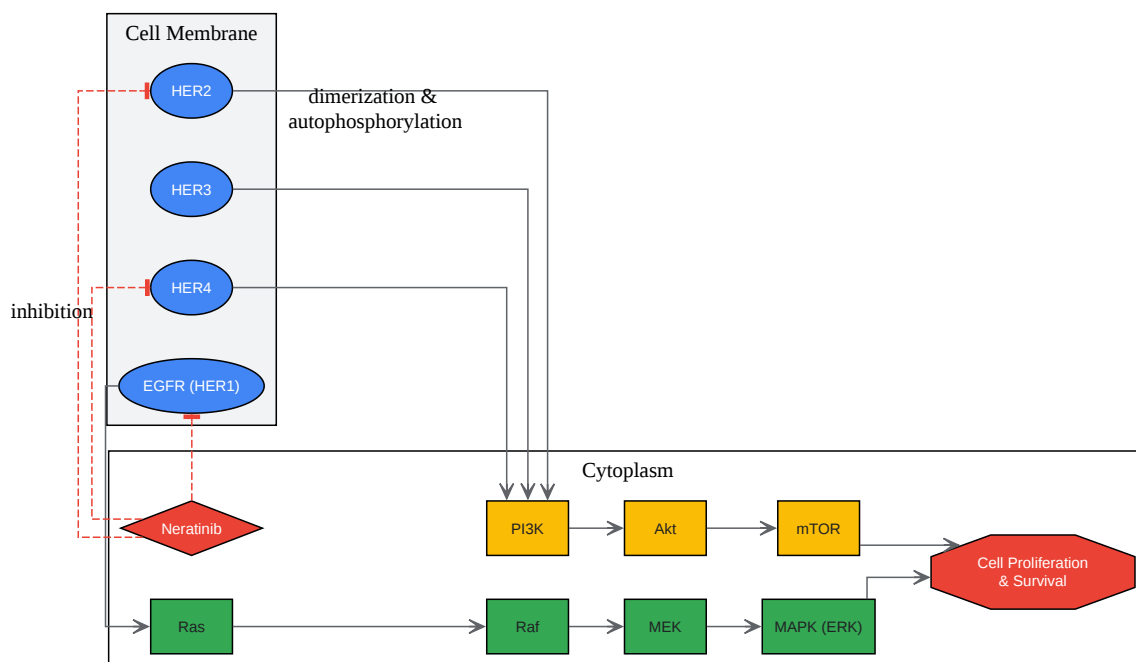 Cell Membrane
HER2
dimerization &
autophosphorylation
HER3
HER4
inhibition
EGFR (HER1)
Cytoplasm
Neratinib
PI3K
Akt
mTOR
Cell Proliferation
& Survival
Ras
Raf
MEK
MAPK (ERK)